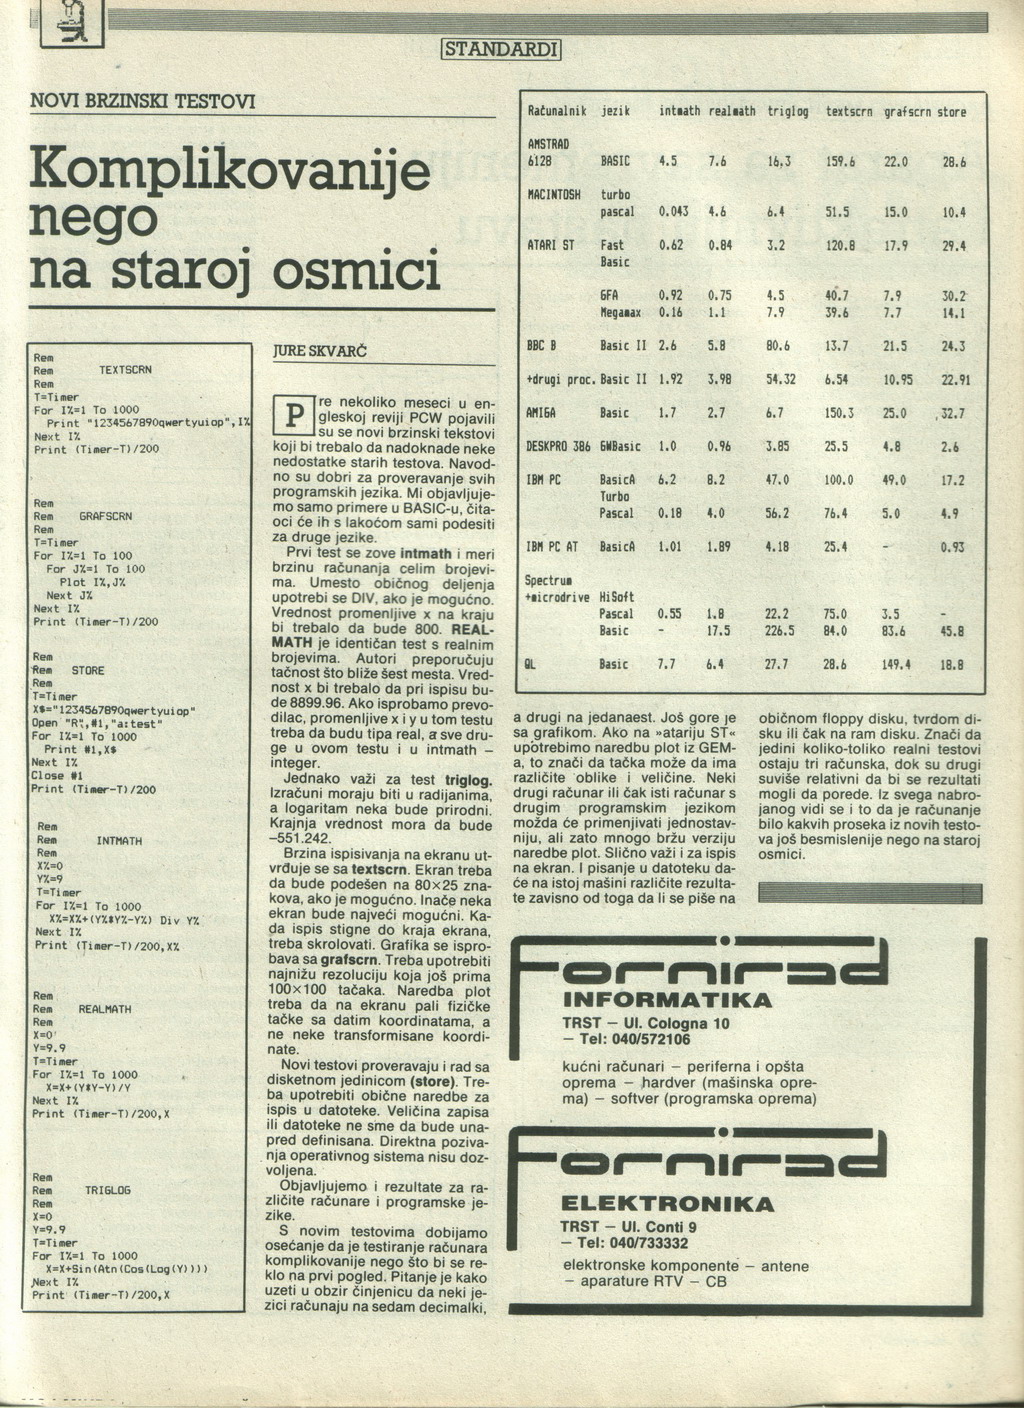 STANDARDI
NOVI BRZINSKI TESTOVI
Komplikovanije
nego
na staroj osmici
Rem
Rem TEXTSCRN
Rem
T=Timer
For I%=1 To 1000
Print "1234567890qwertyuiop",I%
Next I%
Print (Timer-T)/200
Rem
Rem GRAFSCRN
Rem
T=Timer
For I%=1 To 100
For J%=1 To 100
Plot I%,J%
Next J%
Next I%
Print (Timer-T)/200
Rem
Rem STORE
Rem
T=Timer
X$="1234567890qwertyuiop"
Open "R",#1,"a:test"
For I%=1 To 1000
Print #1,X$
Next I%
Close #1
Print (Timer-T)/200
Rem
Rem INTMATH
Rem
X%=0
Y%=9
T=Timer
For I%=1 To 1000
X%=X%+(Y%*Y%-Y%) Div Y%
Next I%
Print (Timer-T)/200,X%
Rem
Rem REALMATH
Rem
X=0
Y=9.9
T=Timer
For I%=1 To 1000
X=X+(Y*Y-Y)/Y
Next I%
Print (Timer-T)/200,X
Rem
Rem TRIGLOG
Rem
X=0
Y=9.9
T=Timer
For I%=1 To 1000
X=X+Sin(Atn(Cos(Log(Y))))
Next I%
Print (Timer-T)/200,X
JURE SKVARČ
Pre nekoliko meseci u en-
gleskoj reviji PCW pojavili
su se novi brzinski tekstovi
koji bi trebalo da nadoknade neke
nedostatke starih testova. Navod-
no su dobri za proveravanje svih
programskih jezika. Mi objavljuje-
mo samo primere u BASIC-u, čita-
oci će ih s lakoćom sami podesiti
za druge jezike.
Prvi test se zove intmath i meri
brzinu računanja celim brojevi-
ma. Umesto običnog deljenja
upotrebi se DIV, ako je mogućno.
Vrednost promenljive x na kraju
bi trebalo da bude 800. REAL-
MATH je identičan test s realnim
brojevima. Autori preporučuju
tačnost što bliže šest mesta. Vred-
nost x bi trebalo da pri ispisu bu-
de 8899.96. Ako isprobamo prevo-
dilac, promenljive x i y u tom testu
treba da budu tipa real, a sve dru-
ge u ovom testu i u intmath –
integer.
Jednako važi za test triglog.
Izračuni moraju biti u radijanima,
a logaritam neka bude prirodni.
Krajnja vrednost mora da bude
–551.242.
Brzina ispisivanja na ekranu ut-
vrđuje se sa textscrn. Ekran treba
da bude podešen na 80×25 zna-
kova, ako je mogućno. Inače neka
ekran bude najveći mogućni. Ka-
da ispis stigne do kraja ekrana,
treba skrolovati. Grafika se ispro-
bava sa grafscrn. Treba upotrebiti
najnižu rezoluciju koja još prima
100×100 tačaka. Naredba plot
treba da na ekranu pali fizičke
tačke sa datim koordinatama, a
ne neke transformisane koordi-
nate.
Novi testovi proveravaju i rad sa
disketnom jedinicom (store). Tre-
ba upotrebiti obične naredbe za
ispis u datoteke. Veličina zapisa
ili datoteke ne sme da bude una-
pred definisana. Direktna poziva-
nja operativnog sistema nisu doz-
voljena.
Objavljujemo i rezultate za ra-
zličite računare i programske je-
zike.
S novim testovima dobijamo
osećanje da je testiranje računara
komplikovanije nego što bi se re-
klo na prvi pogled. Pitanje je kako
uzeti u obzir činjenicu da neki je-
zici računaju na sedam decimalki,
Računalnik jezik intmath realmath triglog textscrn grafscrn store
AMSTRAD
6128 BASIC 4.5 7.6 16.3 159.6 22.0 28.6
MACINTOSH turbo
pascal 0.043 4.6 6.4 51.5 15.0 10.4
ATARI ST Fast 0.62 0.84 3.2 120.8 17.9 29.4
Basic
GFA 0.92 0.75 4.5 40.7 7.9 30.2
Megamax 0.16 1.1 7.9 39.6 7.7 14.1
BBC B Basic II 2.6 5.8 80.6 13.7 21.5 24.3
+drugi proc. Basic II 1.92 3.98 54.32 6.54 10.95 22.91
AMIGA Basic 1.7 2.7 6.7 150.3 25.0 32.7
DESKPRO 386 GWBasic 1.0 0.96 3.85 25.5 4.8 2.6
IBM PC BasicA 6.2 8.2 47.0 100.0 49.0 17.2
Turbo
Pascal 0.18 4.0 56.2 76.4 5.0 4.9
IBM PC AT BasicA 1.01 1.89 4.18 25.4 - 0.93
Spectrum
+microdrive HiSoft
Pascal 0.55 1.8 22.2 75.0 3.5 -
Basic - 17.5 226.5 84.0 83.6 45.8
QL Basic 7.7 6.4 27.7 28.6 149.4 18.8
a drugi na jedanaest. Još gore je
sa grafikom. Ako na »atariju ST«
upotrebimo naredbu plot iz GEM-
a, to znači da tačka može da ima
različite oblike i veličine. Neki
drugi računar ili čak isti računar s
drugim programskim jezikom
možda će primenjivati jednostav-
niju, ali zato mnogo bržu verziju
naredbe plot. Slično važi i za ispis
na ekran. I pisanje u datoteku da-
će na istoj mašini različite rezulta-
te zavisno od toga da li se piše na
običnom floppy disku, tvrdom di-
sku ili čak na ram disku. Znači da
jedini koliko-toliko realni testovi
ostaju tri računska, dok su drugi
suviše relativni da bi se rezultati
mogli da porede. Iz svega nabro-
janog vidi se i to da je računanje
bilo kakvih proseka iz novih testo-
va još besmislenije nego na staroj
osmici.
Fornirad
INFORMATIKA
TRST – Ul. Cologna 10
– Tel: 040/572106
kućni računari – periferna i opšta
oprema – hardver (mašinska opre-
ma) – softver (programska oprema)
Fornirad
ELEKTRONIKA
TRST – Ul. Conti 9
– Tel: 040/733332
elektronske komponente – antene
– aparature RTV – CB